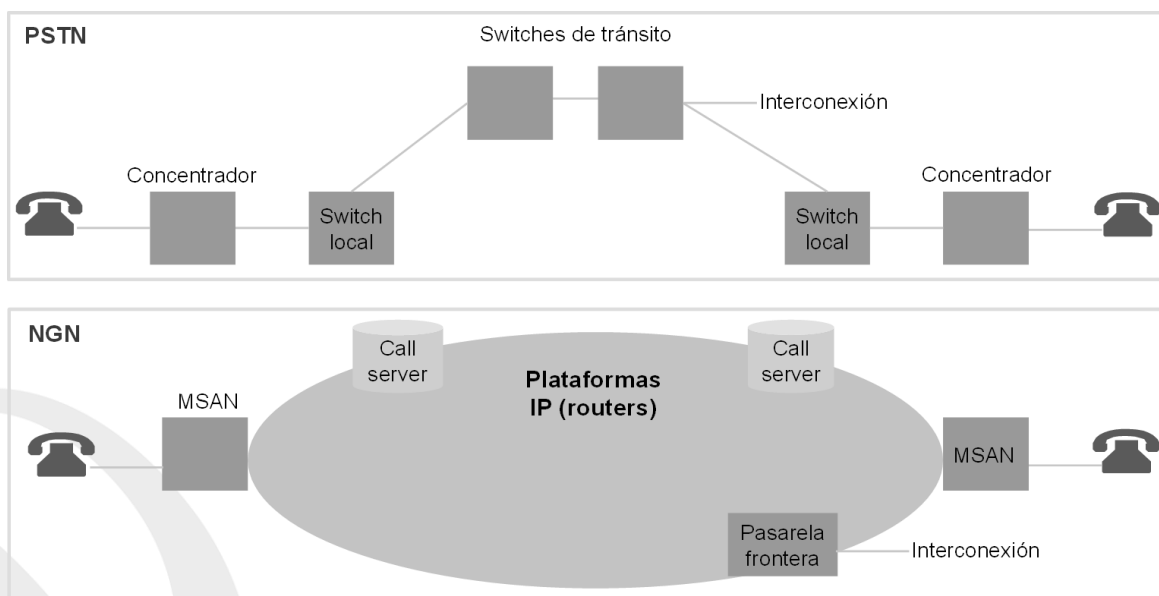 PSTN
Switches de tránsito
Interconexión
Concentrador
Concentrador
Switch
local
Switch
local
NGN
Call
server
Call
server
Plataformas
IP (routers)
MSAN
MSAN
Pasarela
frontera
Interconexión